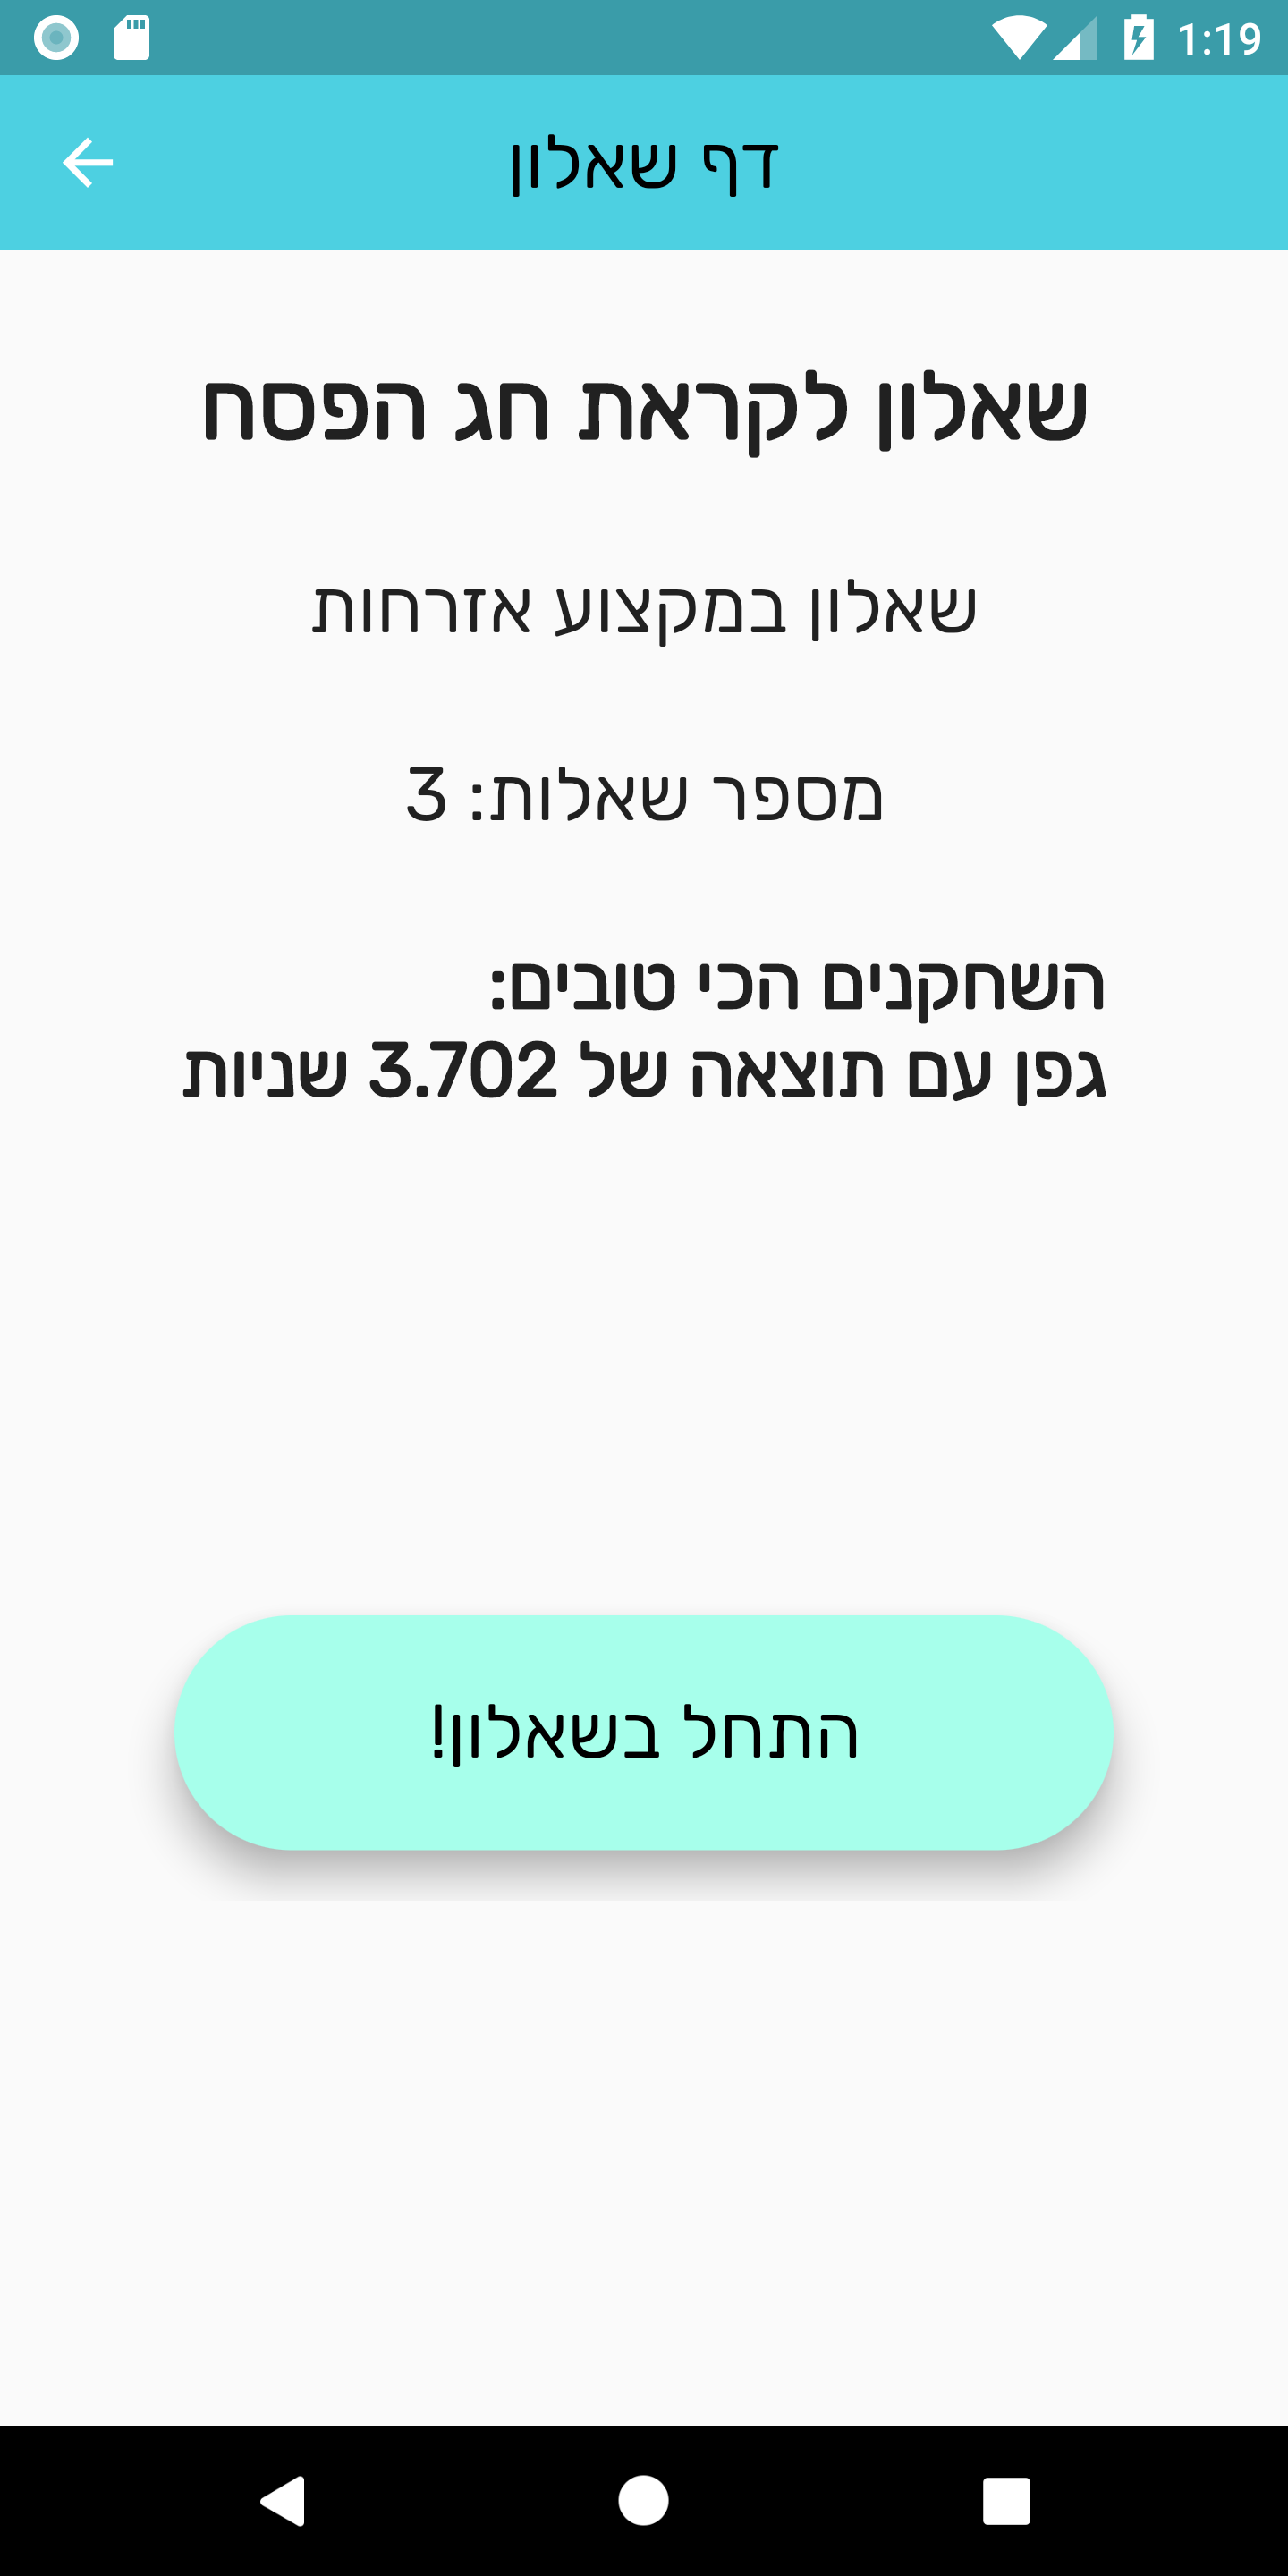 1:19
דף שאלון
שאלון לקראת חג הפסח
שאלון במקצוע אזרחות
מספר שאלות: 3
השחקנים הכי טובים:
גפן עם תוצאה של 3.702 שניות
התחל בשאלון!